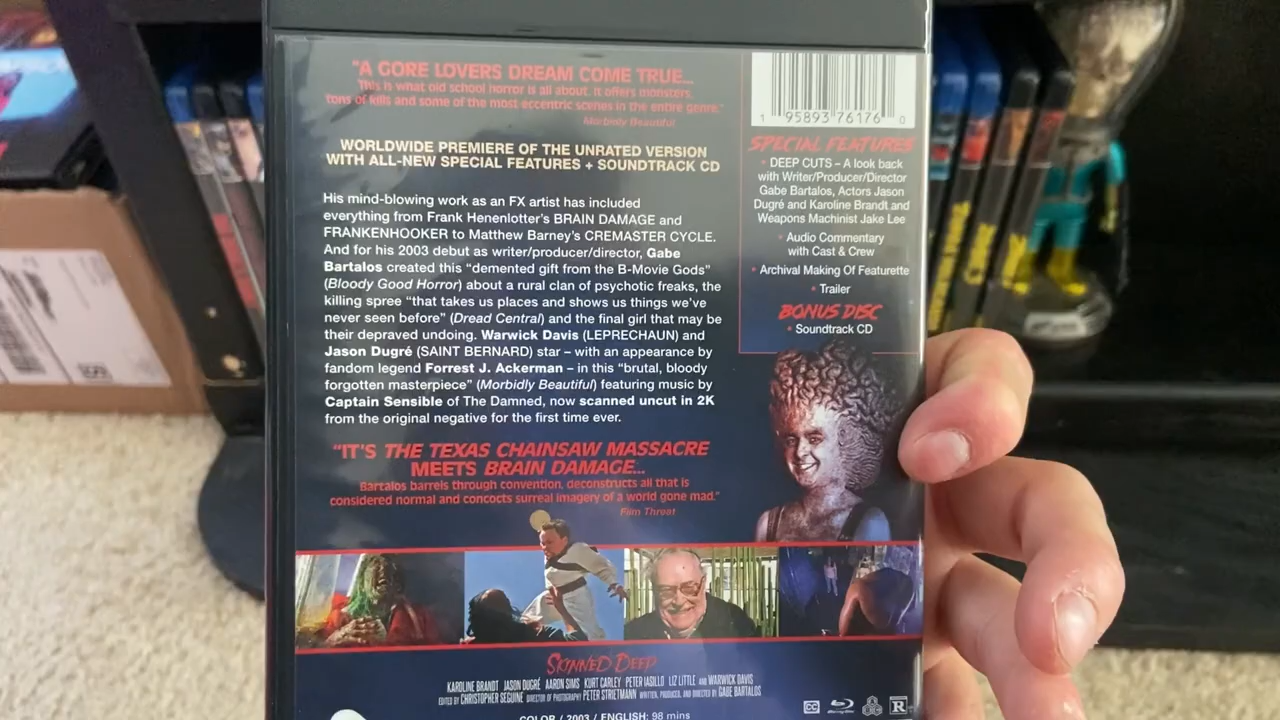 "A GORE LOVERS DREAM COME TRUE...
This is what old school horror is all about. It offers monsters,
tons of kills and some of the most eccentric scenes in the entire genre."
Morbidly Beautiful
WORLDWIDE PREMIERE OF THE UNRATED VERSION
WITH ALL-NEW SPECIAL FEATURES + SOUNDTRACK CD
His mind-blowing work as an FX artist has included
everything from Frank Henenlotter's BRAIN DAMAGE and
FRANKENHOOKER to Matthew Barney's CREMASTER CYCLE.
And for his 2003 debut as writer/producer/director, Gabe
Bartalos created this "demented gift from the B-Movie Gods"
(Bloody Good Horror) about a rural clan of psychotic freaks, the
killing spree "that takes us places and shows us things we've
never seen before" (Dread Central) and the final girl that may be
their depraved undoing. Warwick Davis (LEPRECHAUN) and
Jason Dugré (SAINT BERNARD) star – with an appearance by
fandom legend Forrest J. Ackerman – in this "brutal, bloody
forgotten masterpiece" (Morbidly Beautiful) featuring music by
Captain Sensible of The Damned, now scanned uncut in 2K
from the original negative for the first time ever.
"IT'S THE TEXAS CHAINSAW MASSACRE
MEETS BRAIN DAMAGE...
Bartalos barrels through convention, deconstructs all that is
considered normal and concocts surreal imagery of a world gone mad."
Film Threat
1 95893 76176 0
SPECIAL FEATURES
• DEEP CUTS – A look back
with Writer/Producer/Director
Gabe Bartalos, Actors Jason
Dugré and Karoline Brandt and
Weapons Machinist Jake Lee
• Audio Commentary
with Cast & Crew
• Archival Making Of Featurette
• Trailer
BONUS DISC
• Soundtrack CD
SKINNED DEEP
KAROLINE BRANDT JASON DUGRÉ AARON SIMS KURT CARLEY PETER IASILLO LIZ LITTLE AND WARWICK DAVIS
EDITED BY CHRISTOPHER SEGUINE DIRECTOR OF PHOTOGRAPHY PETER STRIETMANN WRITTEN, PRODUCED, AND DIRECTED BY GABE BARTALOS
COLOR / 2003 / ENGLISH: 98 mins
CC
Blu-ray Disc
R